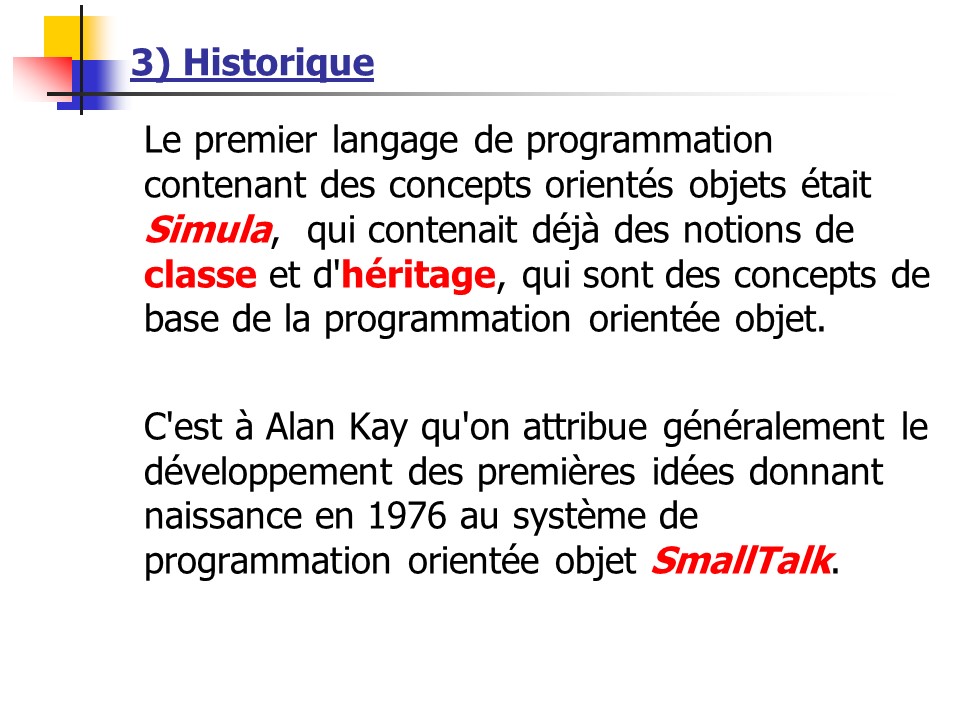 3) Historique
Le premier langage de programmation
contenant des concepts orientés objets était
Simula,  qui contenait déjà des notions de
classe et d'héritage, qui sont des concepts de
base de la programmation orientée objet.
C'est à Alan Kay qu'on attribue généralement le
développement des premières idées donnant
naissance en 1976 au système de
programmation orientée objet SmallTalk.